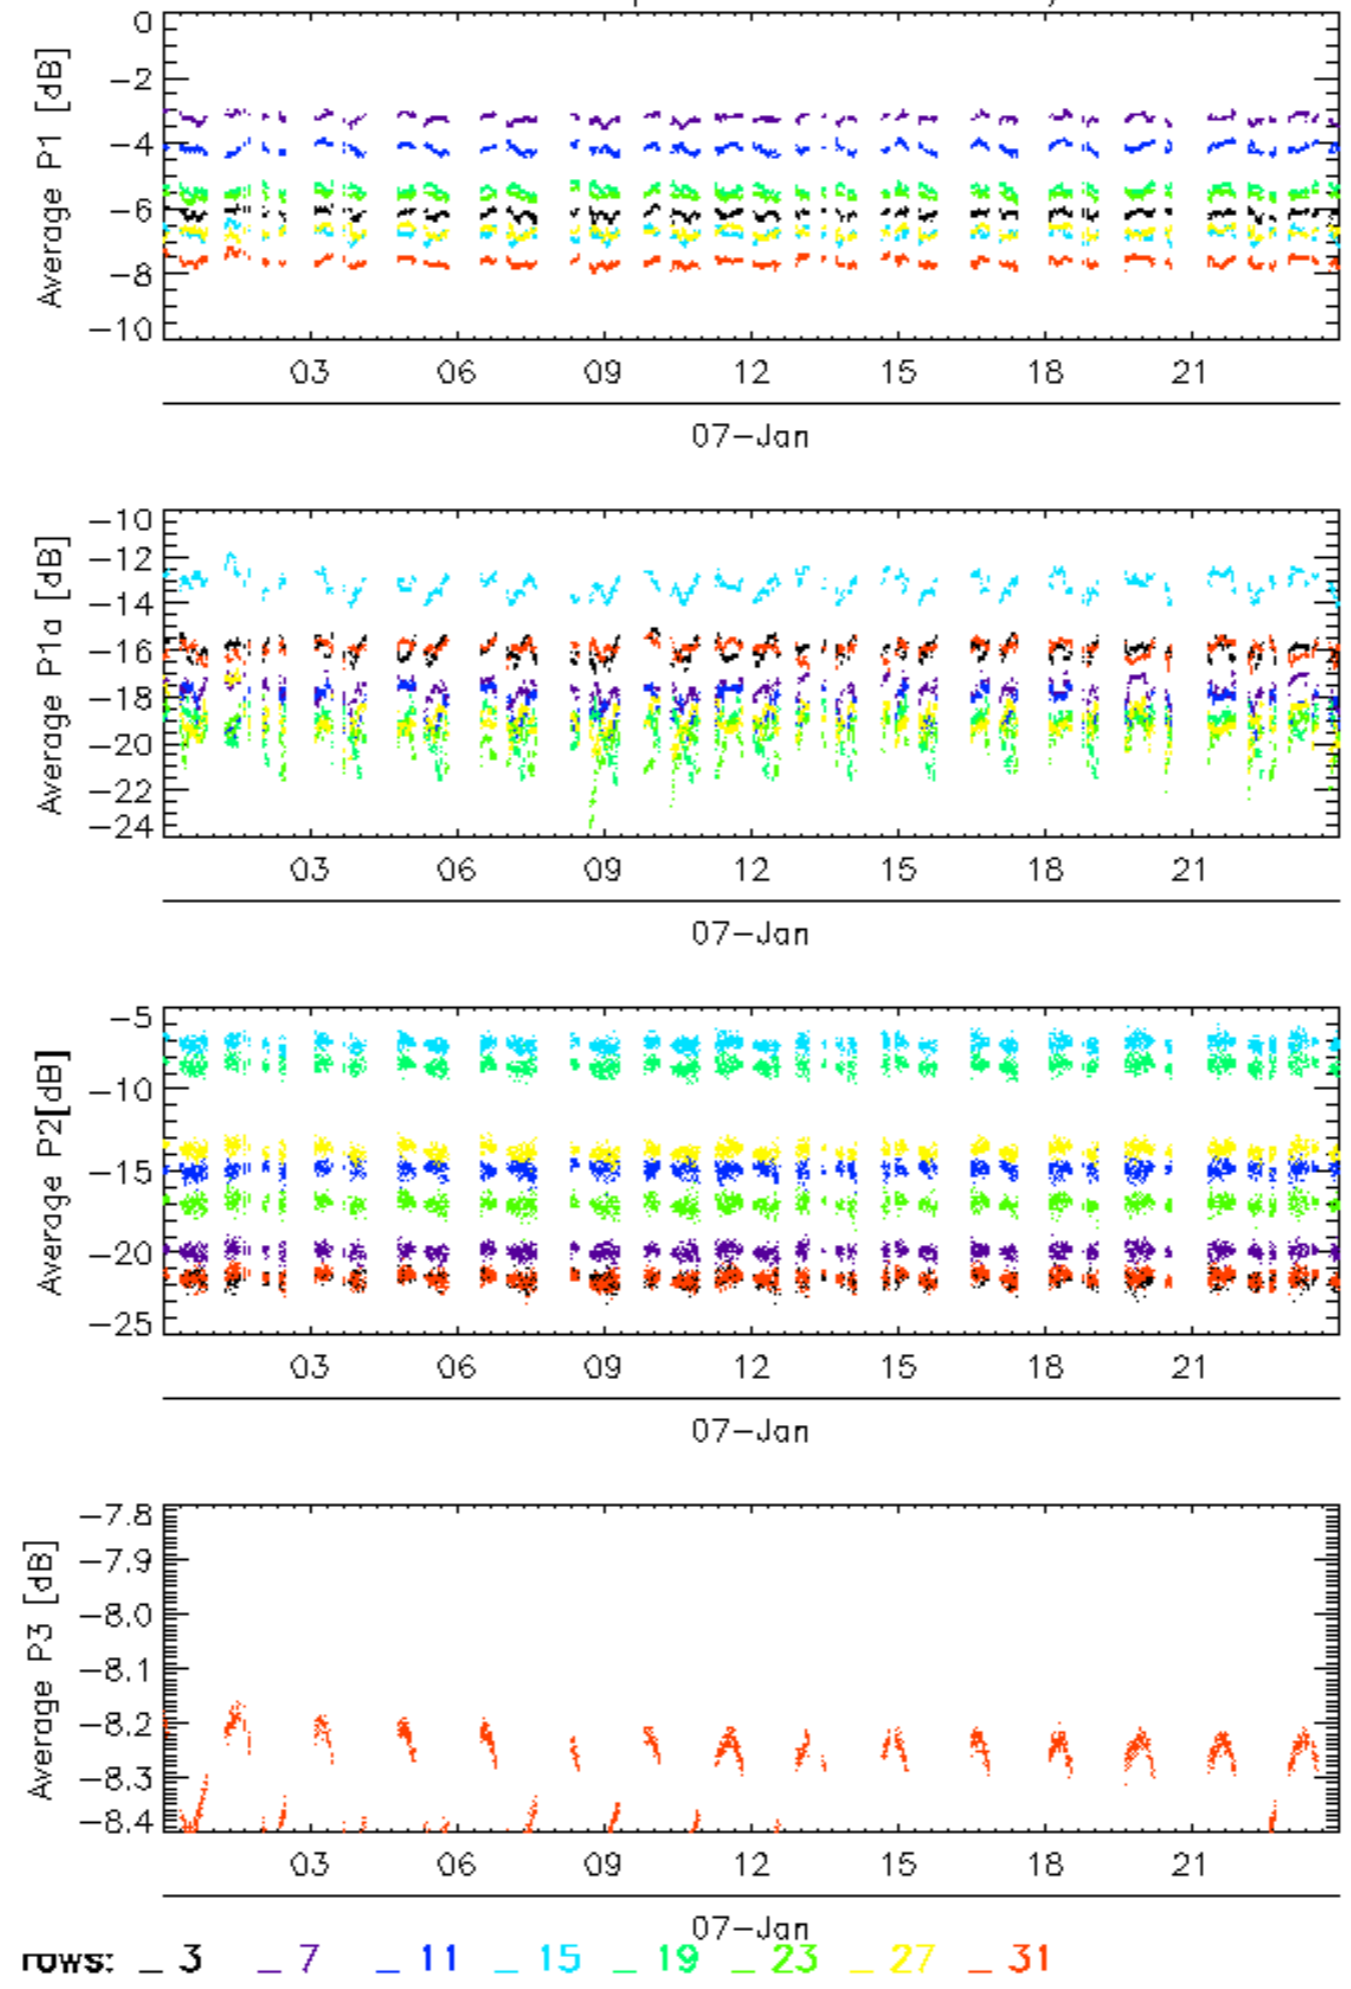 Average P1 [dB]
0
−2
−4
−6
−8
−10
03 06 09 12 15 18 21
07−Jan
Average P1a [dB]
−10
−12
−14
−16
−18
−20
−22
−24
03 06 09 12 15 18 21
07−Jan
Average P2[dB]
−5
−10
−15
−20
−25
03 06 09 12 15 18 21
07−Jan
Average P3 [dB]
−7.8
−7.9
−8.0
−8.1
−8.2
−8.3
−8.4
03 06 09 12 15 18 21
07−Jan
rows: _ 3 _ 7 _ 11 _ 15 _ 19 _ 23 _ 27 _ 31